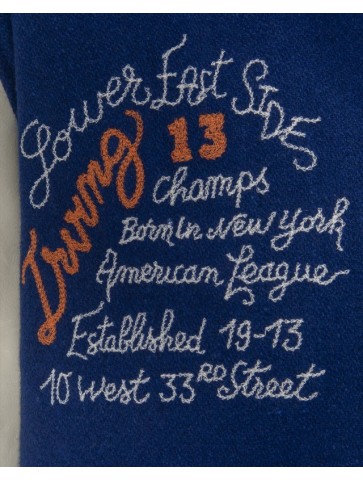 Lower East Side
Irving
13
Champs
Born In New York
American League
Established 19-13
10 West 33RD Street